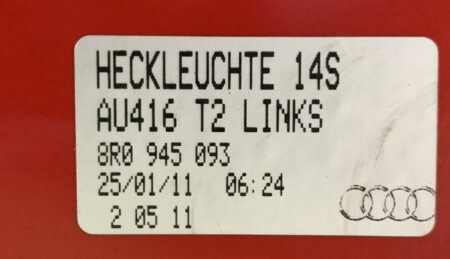 HECKLEUCHTE 14S
AU416 T2 LINKS
8R0 945 093
25/01/11 06:24
2 05 11